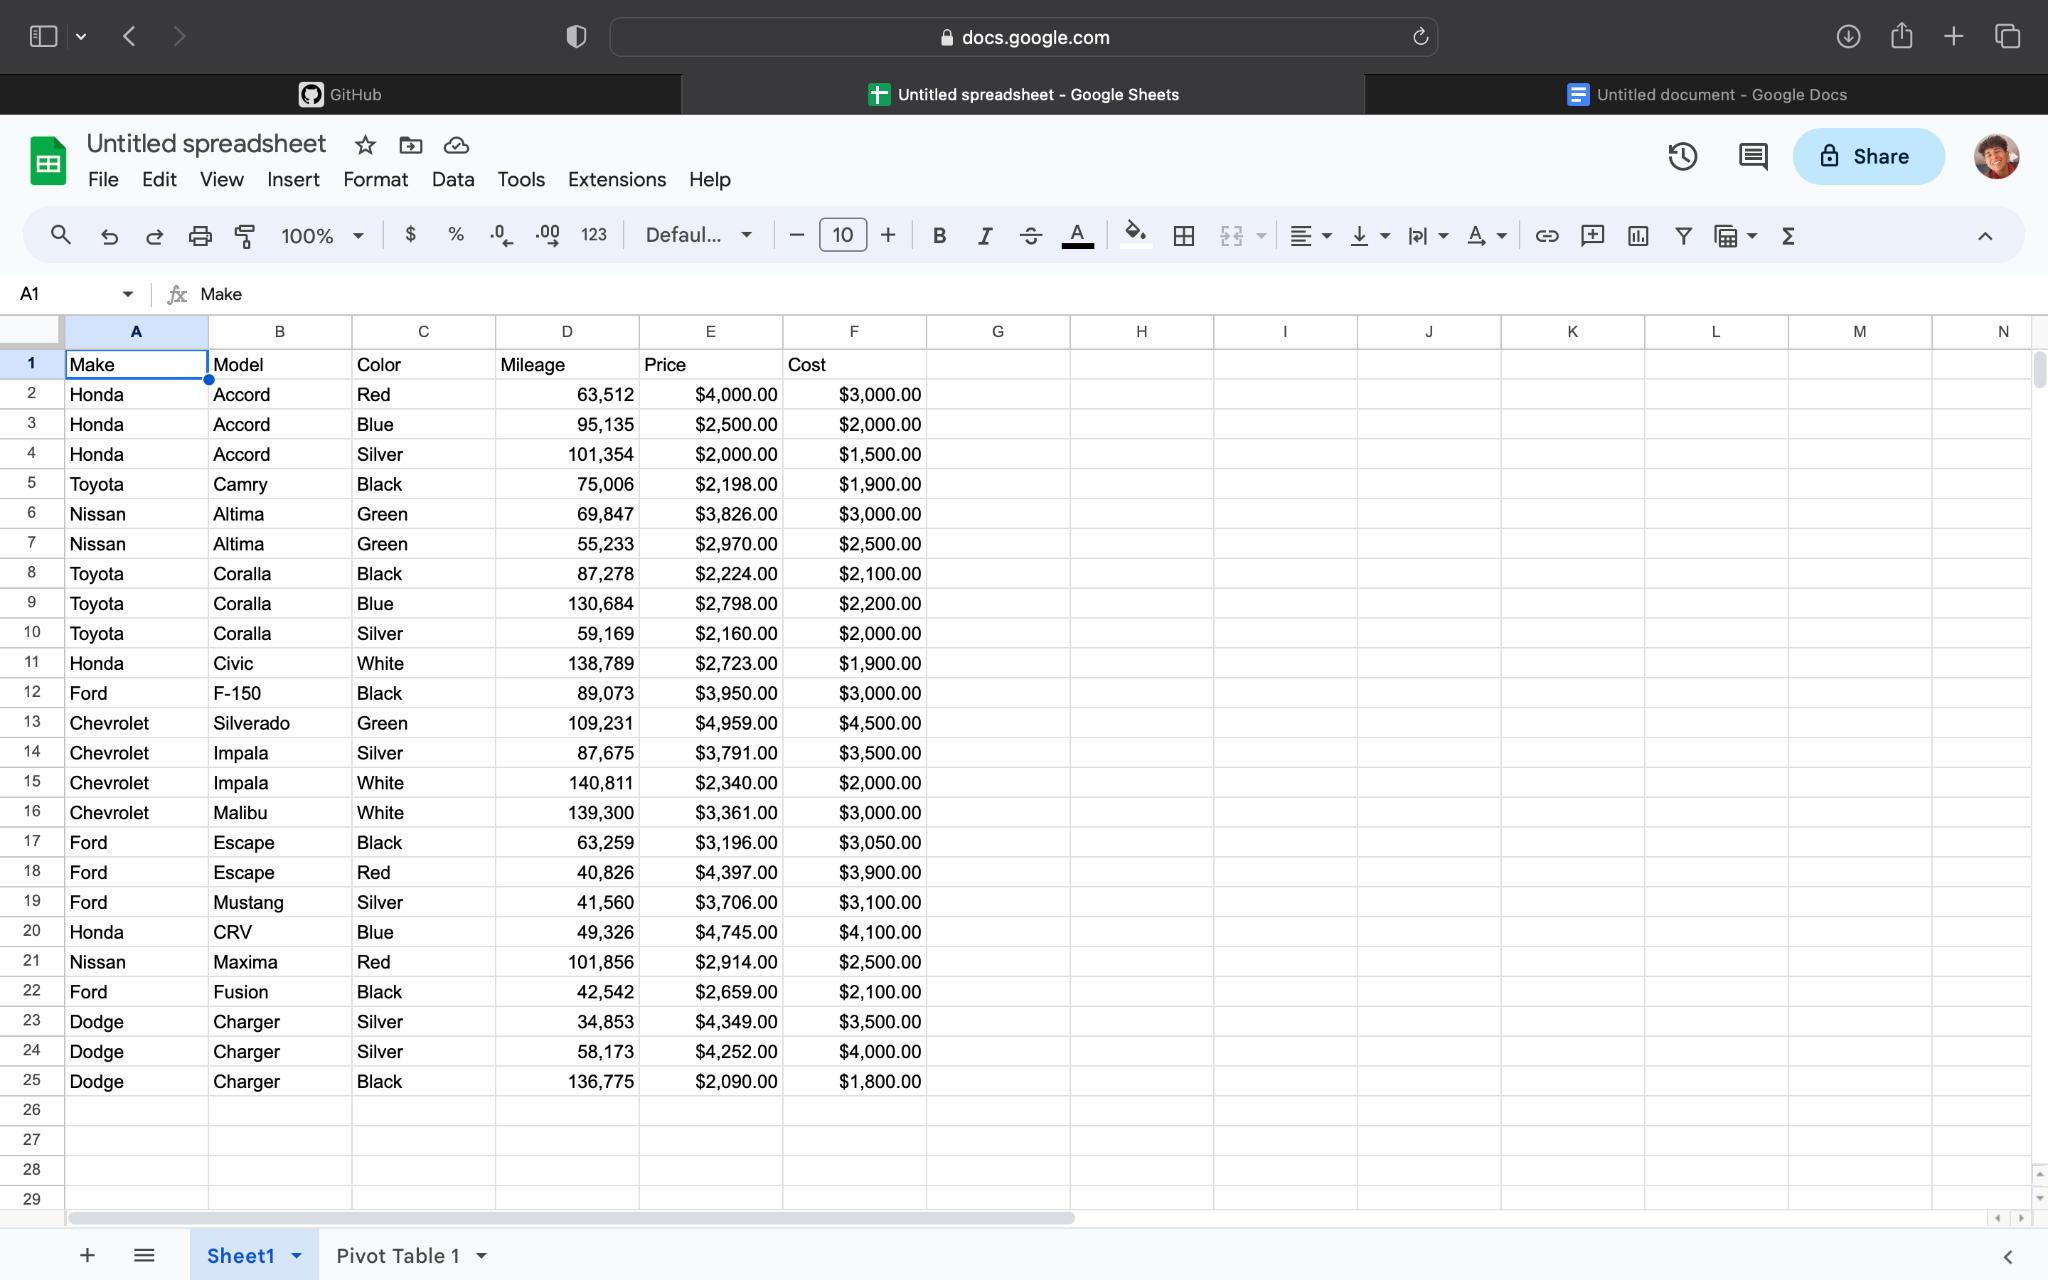 docs.google.com
GitHub
Untitled spreadsheet - Google Sheets
Untitled document - Google Docs
Untitled spreadsheet
File Edit View Insert Format Data Tools Extensions Help
Share
100% $ % .0 .00 123 Defaul... 10 B I A A
A1 fx Make
A B C D E F G H I J K L M N
1 Make Model Color Mileage Price Cost
2 Honda Accord Red 63,512 $4,000.00 $3,000.00
3 Honda Accord Blue 95,135 $2,500.00 $2,000.00
4 Honda Accord Silver 101,354 $2,000.00 $1,500.00
5 Toyota Camry Black 75,006 $2,198.00 $1,900.00
6 Nissan Altima Green 69,847 $3,826.00 $3,000.00
7 Nissan Altima Green 55,233 $2,970.00 $2,500.00
8 Toyota Coralla Black 87,278 $2,224.00 $2,100.00
9 Toyota Coralla Blue 130,684 $2,798.00 $2,200.00
10 Toyota Coralla Silver 59,169 $2,160.00 $2,000.00
11 Honda Civic White 138,789 $2,723.00 $1,900.00
12 Ford F-150 Black 89,073 $3,950.00 $3,000.00
13 Chevrolet Silverado Green 109,231 $4,959.00 $4,500.00
14 Chevrolet Impala Silver 87,675 $3,791.00 $3,500.00
15 Chevrolet Impala White 140,811 $2,340.00 $2,000.00
16 Chevrolet Malibu White 139,300 $3,361.00 $3,000.00
17 Ford Escape Black 63,259 $3,196.00 $3,050.00
18 Ford Escape Red 40,826 $4,397.00 $3,900.00
19 Ford Mustang Silver 41,560 $3,706.00 $3,100.00
20 Honda CRV Blue 49,326 $4,745.00 $4,100.00
21 Nissan Maxima Red 101,856 $2,914.00 $2,500.00
22 Ford Fusion Black 42,542 $2,659.00 $2,100.00
23 Dodge Charger Silver 34,853 $4,349.00 $3,500.00
24 Dodge Charger Silver 58,173 $4,252.00 $4,000.00
25 Dodge Charger Black 136,775 $2,090.00 $1,800.00
26
27
28
29
Sheet1 Pivot Table 1